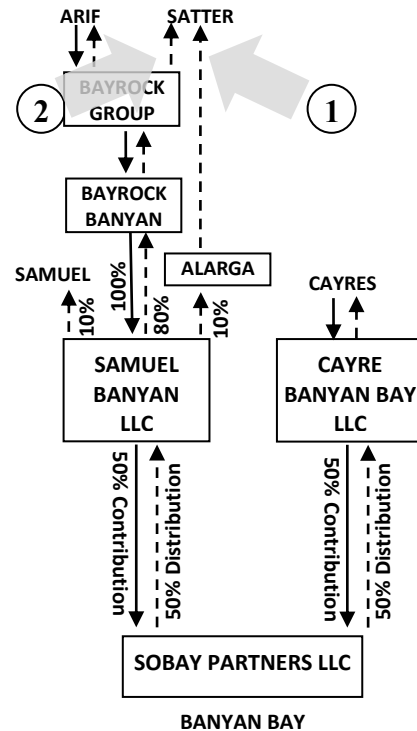 ARIF
SATTER
BAYROCK
GROUP
2
1
BAYROCK
BANYAN
SAMUEL
ALARGA
CAYRES
10%
100%
80%
10%
SAMUEL
BANYAN
LLC
CAYRE
BANYAN BAY
LLC
50% Contribution
50% Distribution
50% Contribution
50% Distribution
SOBAY PARTNERS LLC
BANYAN BAY